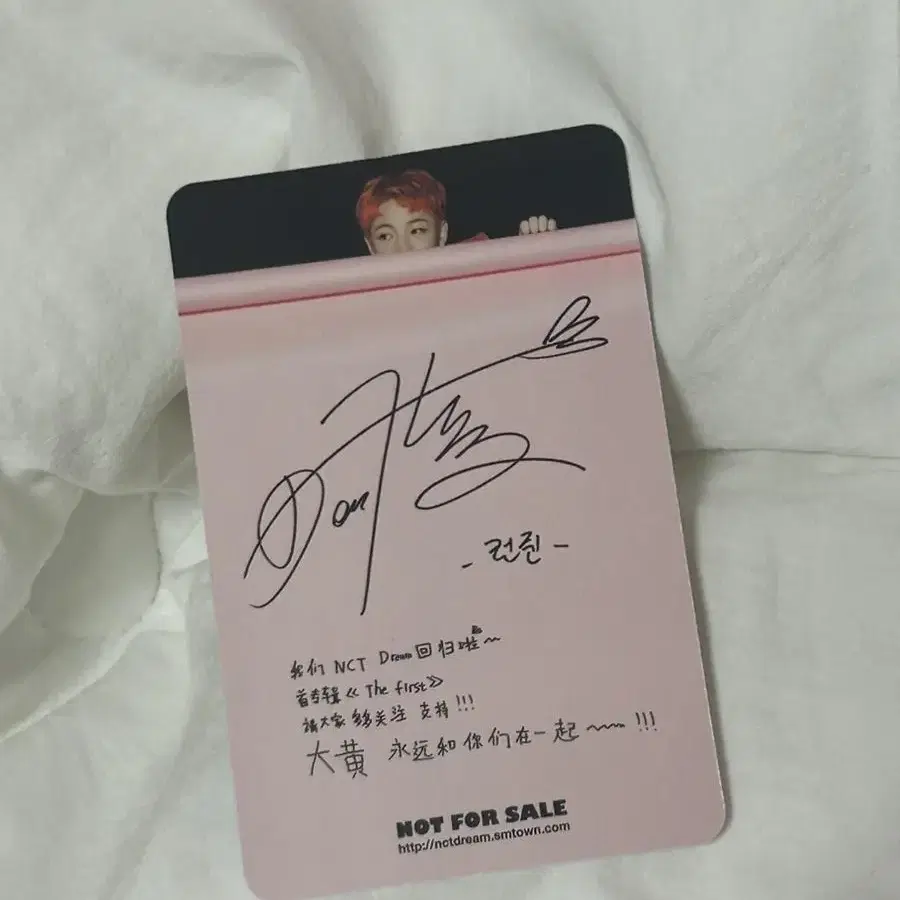 - 런쥔 -
我们 NCT Dream 回归啦~
首专辑《The first》
请大家多多关注 支持!!!
大黄 永远和你们在一起~~ !!!
NOT FOR SALE
http://nctdream.smtown.com